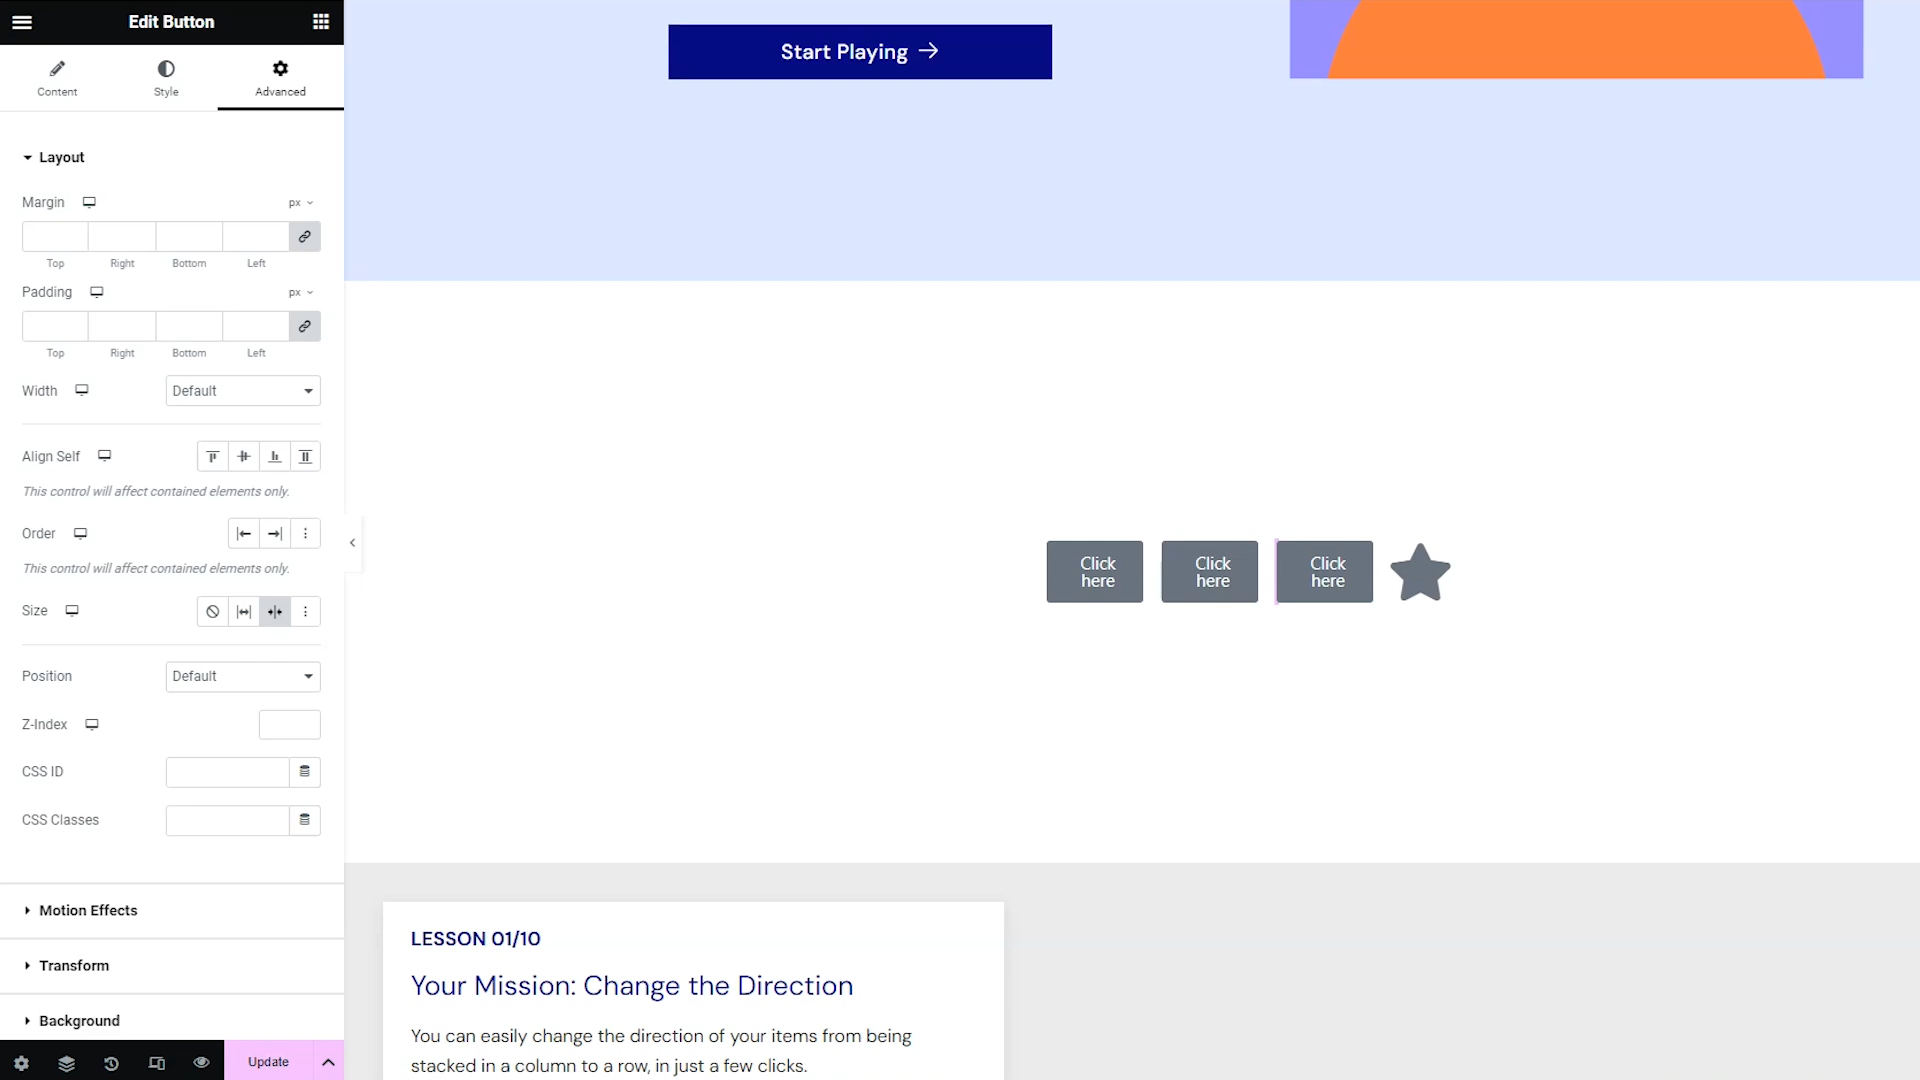 Edit Button
Content
Style
Advanced
Layout
Margin
px
Top
Right
Bottom
Left
Padding
px
Top
Right
Bottom
Left
Width
Default
Align Self
This control will affect contained elements only.
Order
This control will affect contained elements only.
Size
Position
Default
Z-Index
CSS ID
CSS Classes
Motion Effects
Transform
Background
Update
Start Playing
Click
here
Click
here
Click
here
LESSON 01/10
Your Mission: Change the Direction
You can easily change the direction of your items from being
stacked in a column to a row, in just a few clicks.